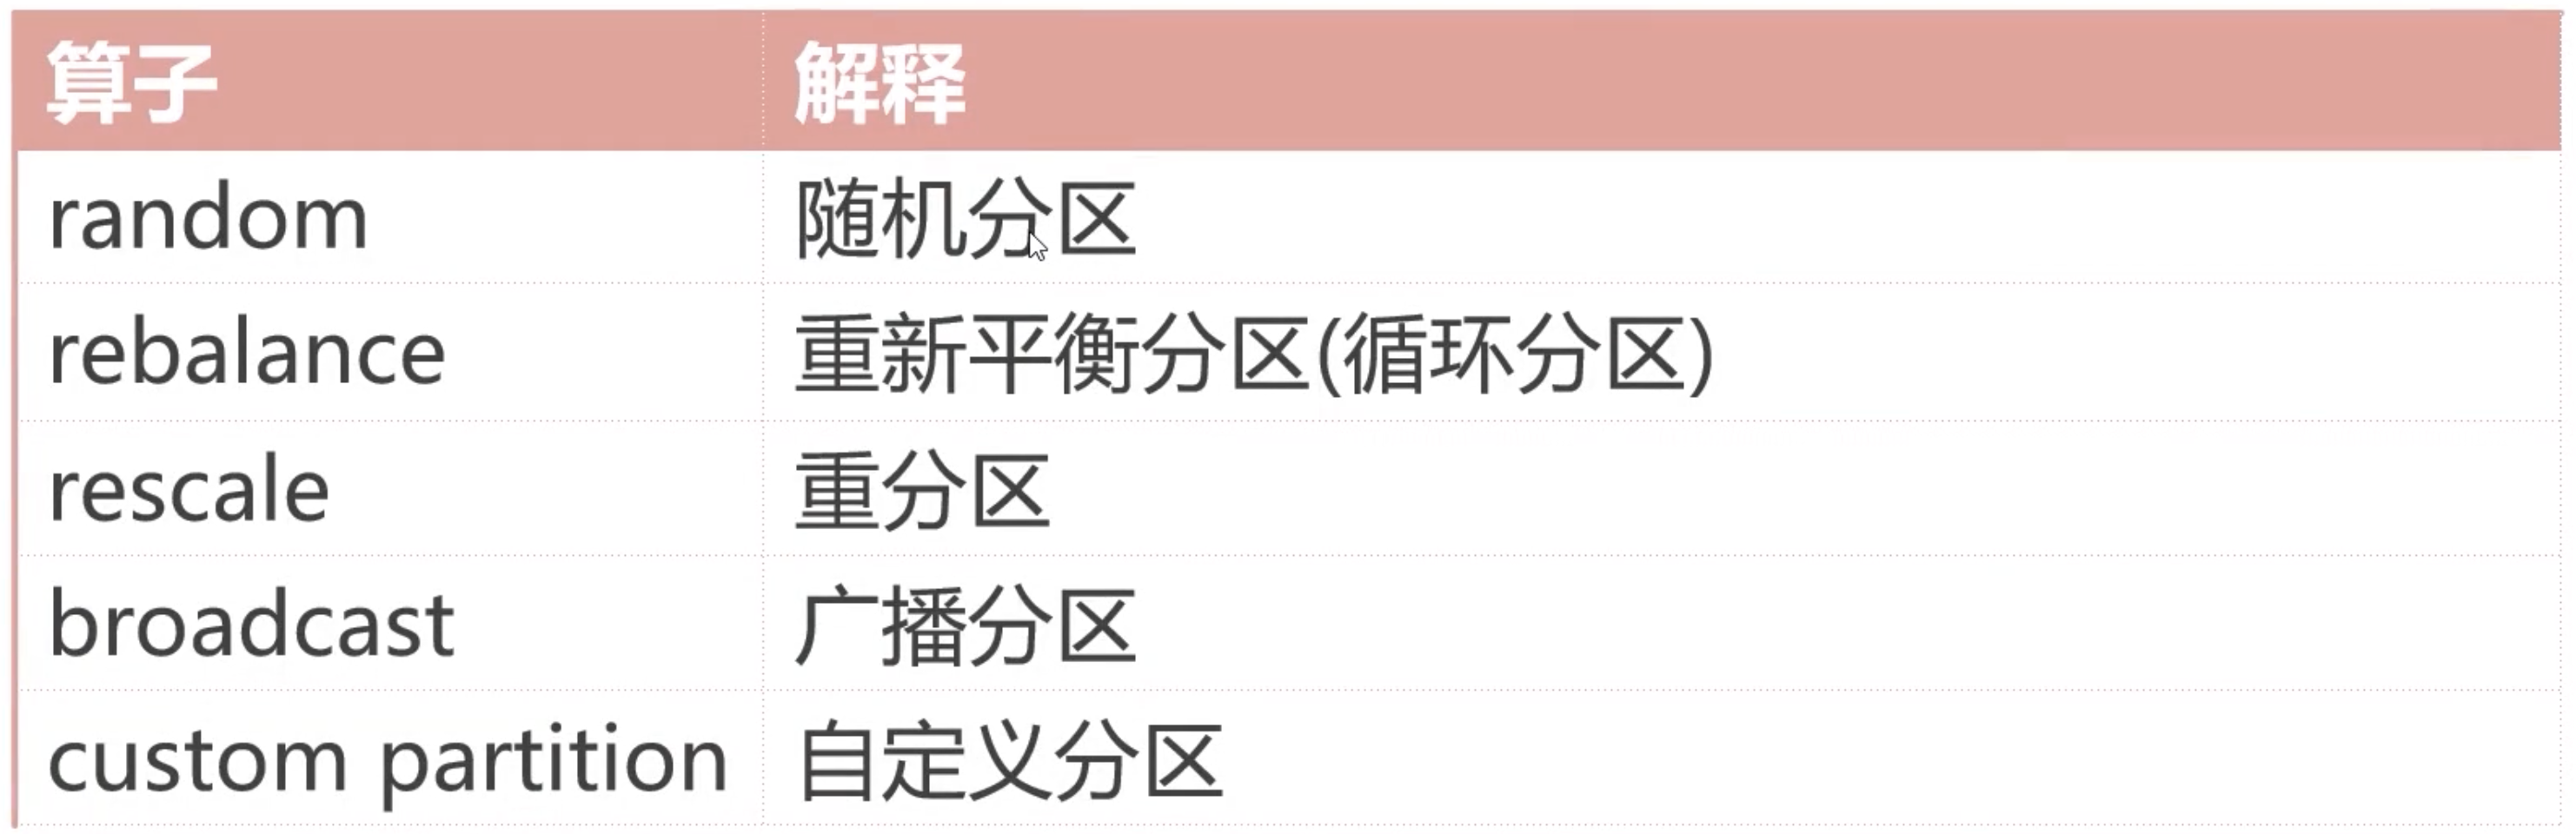 算子 解释
random 随机分区
rebalance 重新平衡分区(循环分区)
rescale 重分区
broadcast 广播分区
custom partition 自定义分区